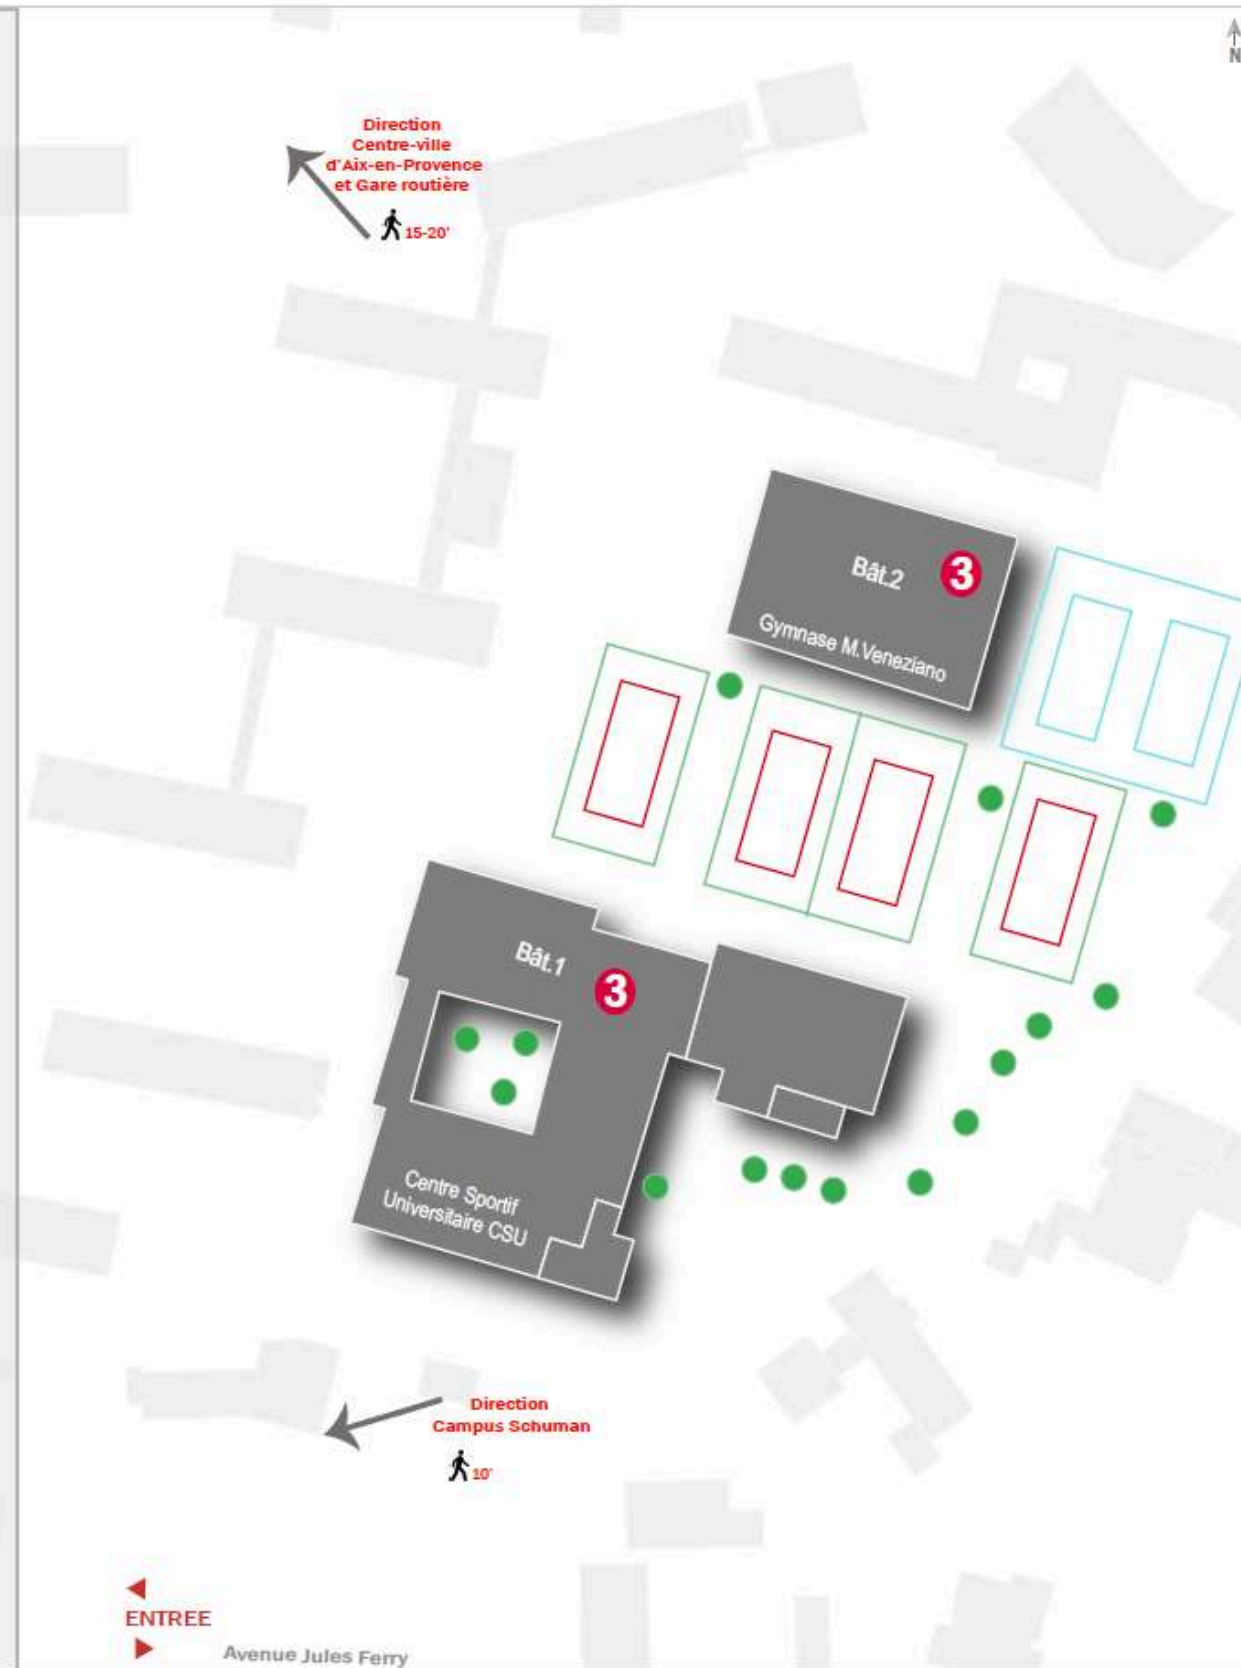 N
Direction
Centre-ville
d'Aix-en-Provence
et Gare routière
15-20'
Bât.2
3
Gymnase M.Veneziano
Bât.1
3
Centre Sportif
Universitaire CSU
Direction
Campus Schuman
10'
ENTREE
Avenue Jules Ferry